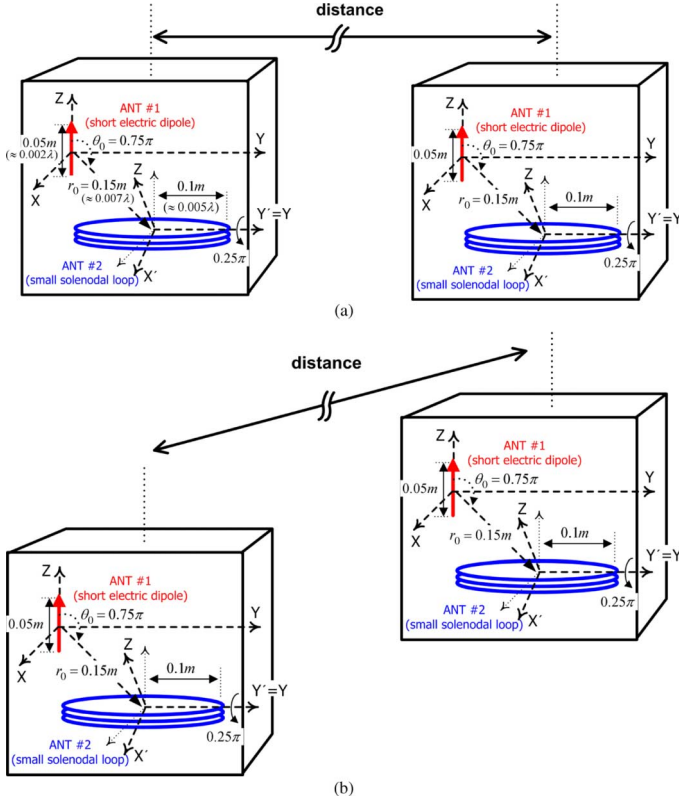 distance
Z
ANT #1
(short electric dipole)
0.05m
(≈ 0.002λ)
θ₀ = 0.75π
Y
X
r₀ = 0.15m
(≈ 0.007λ)
Z
0.1m
(≈ 0.005λ)
Y´=Y
0.25π
X´
ANT #2
(small solenodal loop)
Z
ANT #1
(short electric dipole)
0.05m
θ₀ = 0.75π
Y
X
r₀ = 0.15m
Z
0.1m
Y´=Y
0.25π
X´
ANT #2
(small solenodal loop)
(a)
distance
Z
ANT #1
(short electric dipole)
0.05m
θ₀ = 0.75π
Y
X
r₀ = 0.15m
Z
0.1m
Y´=Y
0.25π
X´
ANT #2
(small solenodal loop)
Z
ANT #1
(short electric dipole)
0.05m
θ₀ = 0.75π
Y
X
r₀ = 0.15m
Z
0.1m
Y´=Y
0.25π
X´
ANT #2
(small solenodal loop)
(b)